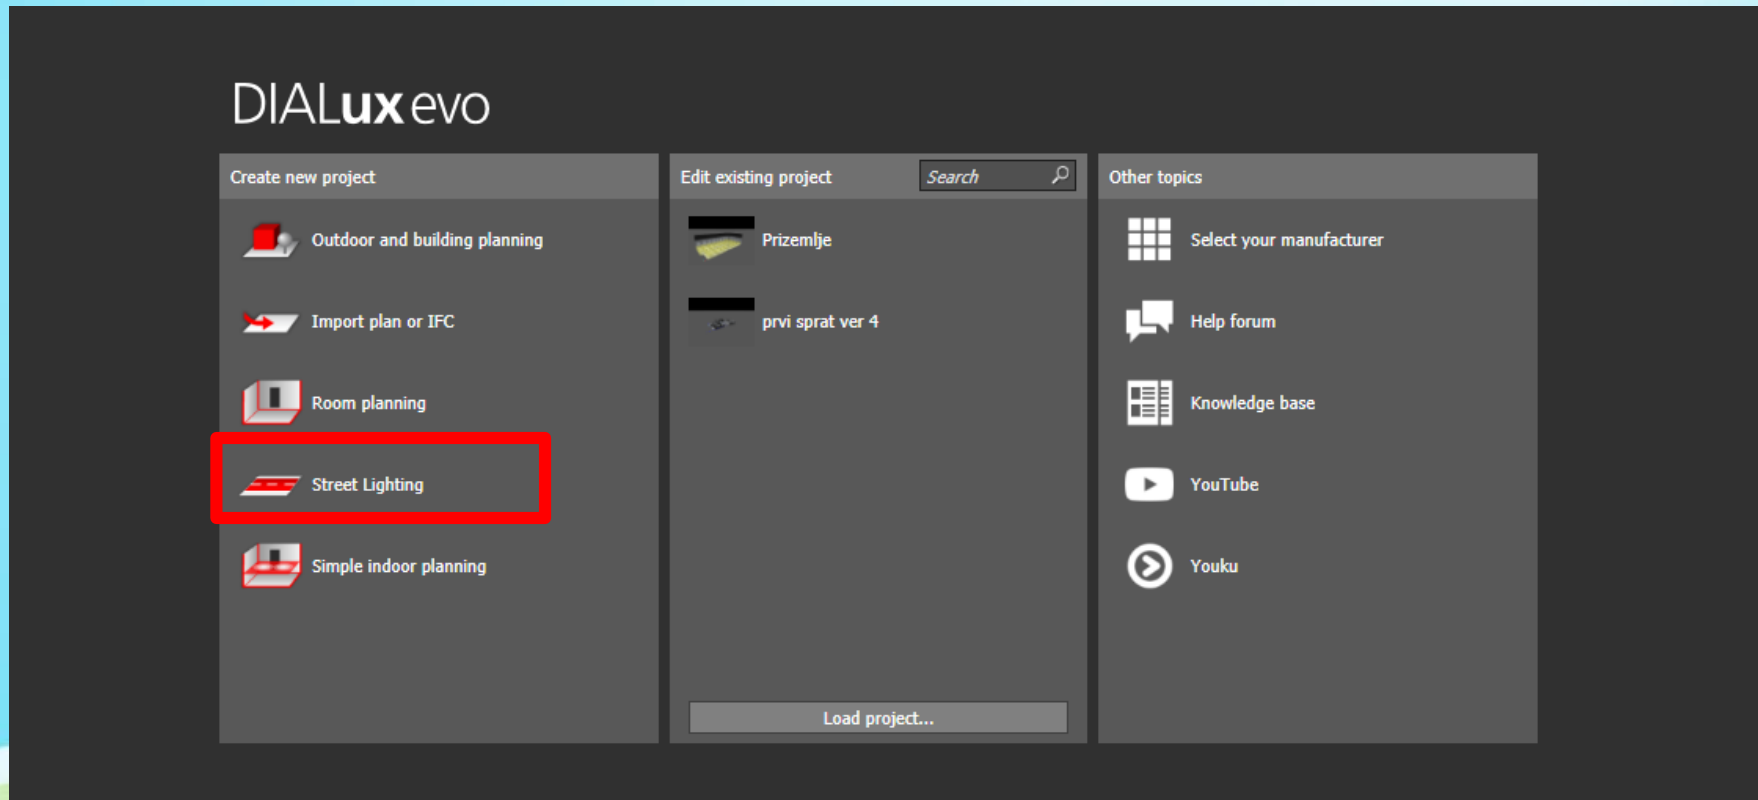 DIALux evo
Create new project
Outdoor and building planning
Import plan or IFC
Room planning
Street Lighting
Simple indoor planning
Edit existing project
Search
Prizemlje
prvi sprat ver 4
Load project...
Other topics
Select your manufacturer
Help forum
Knowledge base
YouTube
Youku